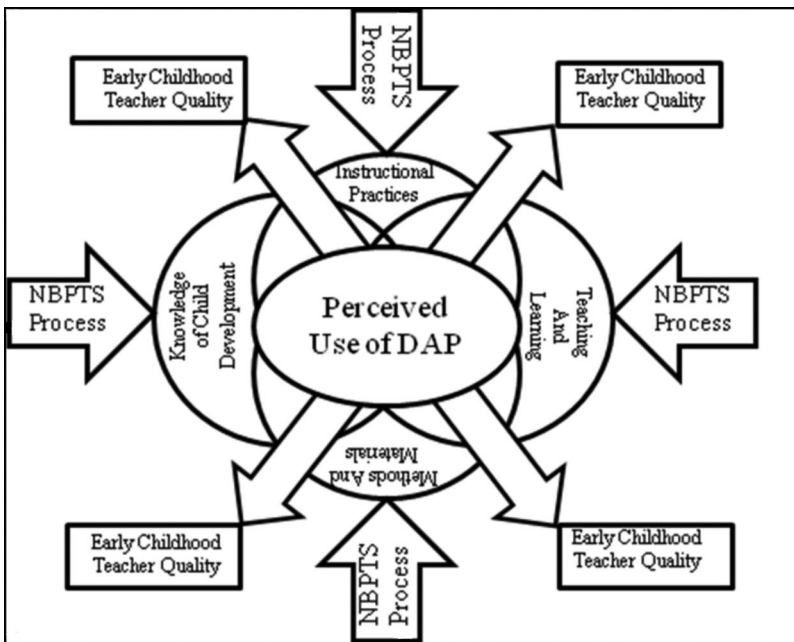 NBPTS
Process
Early Childhood
Teacher Quality
Early Childhood
Teacher Quality
Instructional
Practices
NBPTS
Process
Knowledge
of Child
Development
Perceived
Use of DAP
Teaching
And
Learning
NBPTS
Process
Methods And
Materials
Early Childhood
Teacher Quality
Early Childhood
Teacher Quality
NBPTS
Process